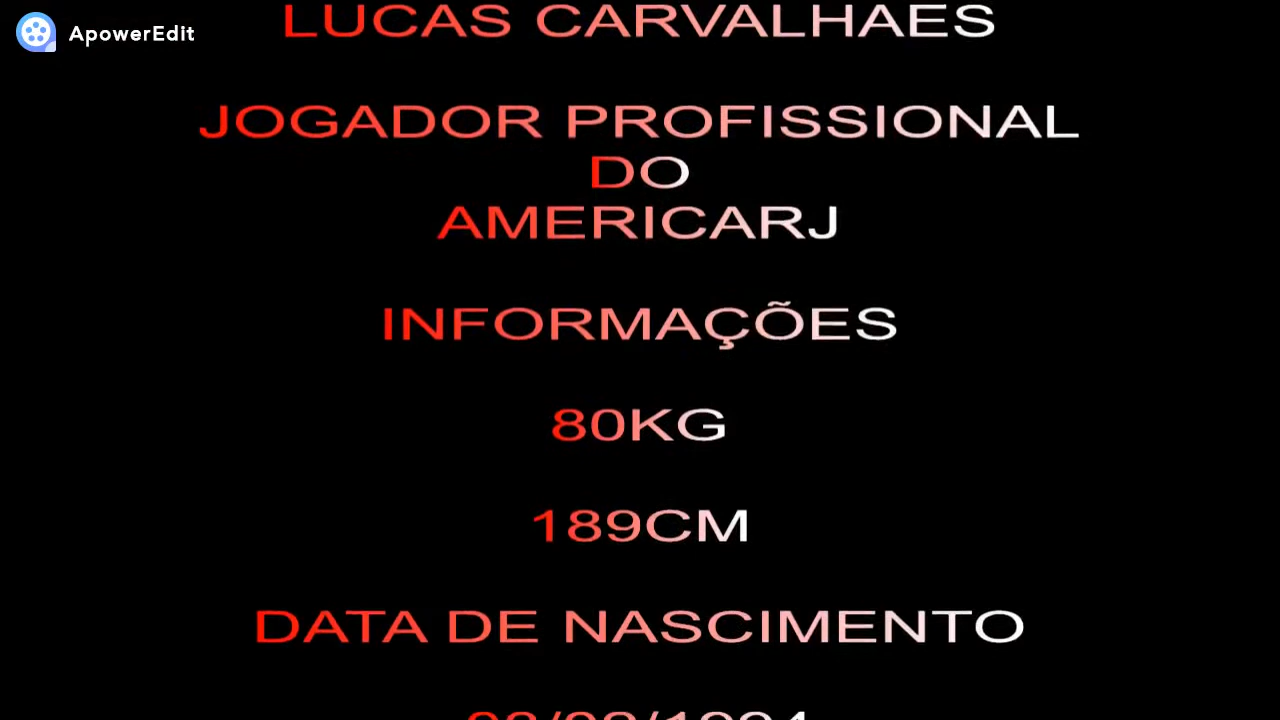 ApowerEdit
LUCAS CARVALHAES
JOGADOR PROFISSIONAL
DO
AMERICARJ
INFORMAÇÕES
80KG
189CM
DATA DE NASCIMENTO